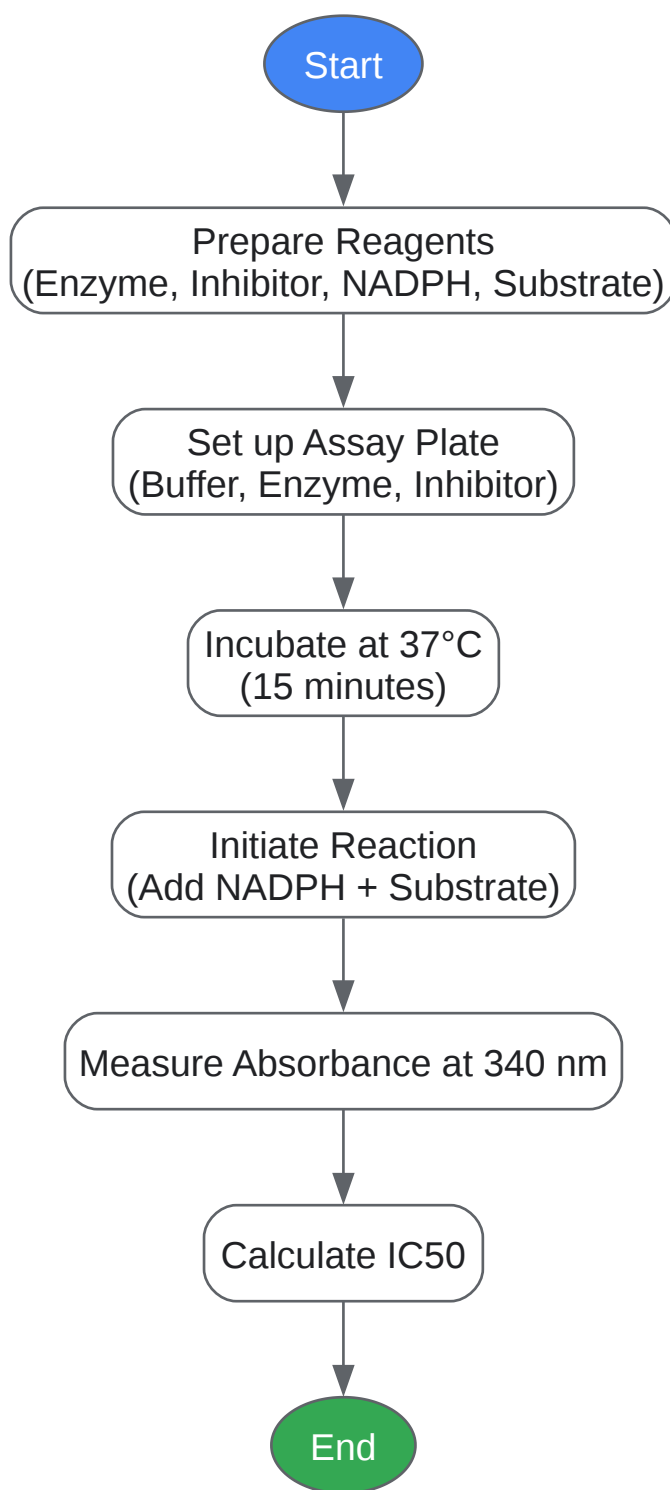 Start
Prepare Reagents
(Enzyme, Inhibitor, NADPH, Substrate)
Set up Assay Plate
(Buffer, Enzyme, Inhibitor)
Incubate at 37°C
(15 minutes)
Initiate Reaction
(Add NADPH + Substrate)
Measure Absorbance at 340 nm
Calculate IC50
End